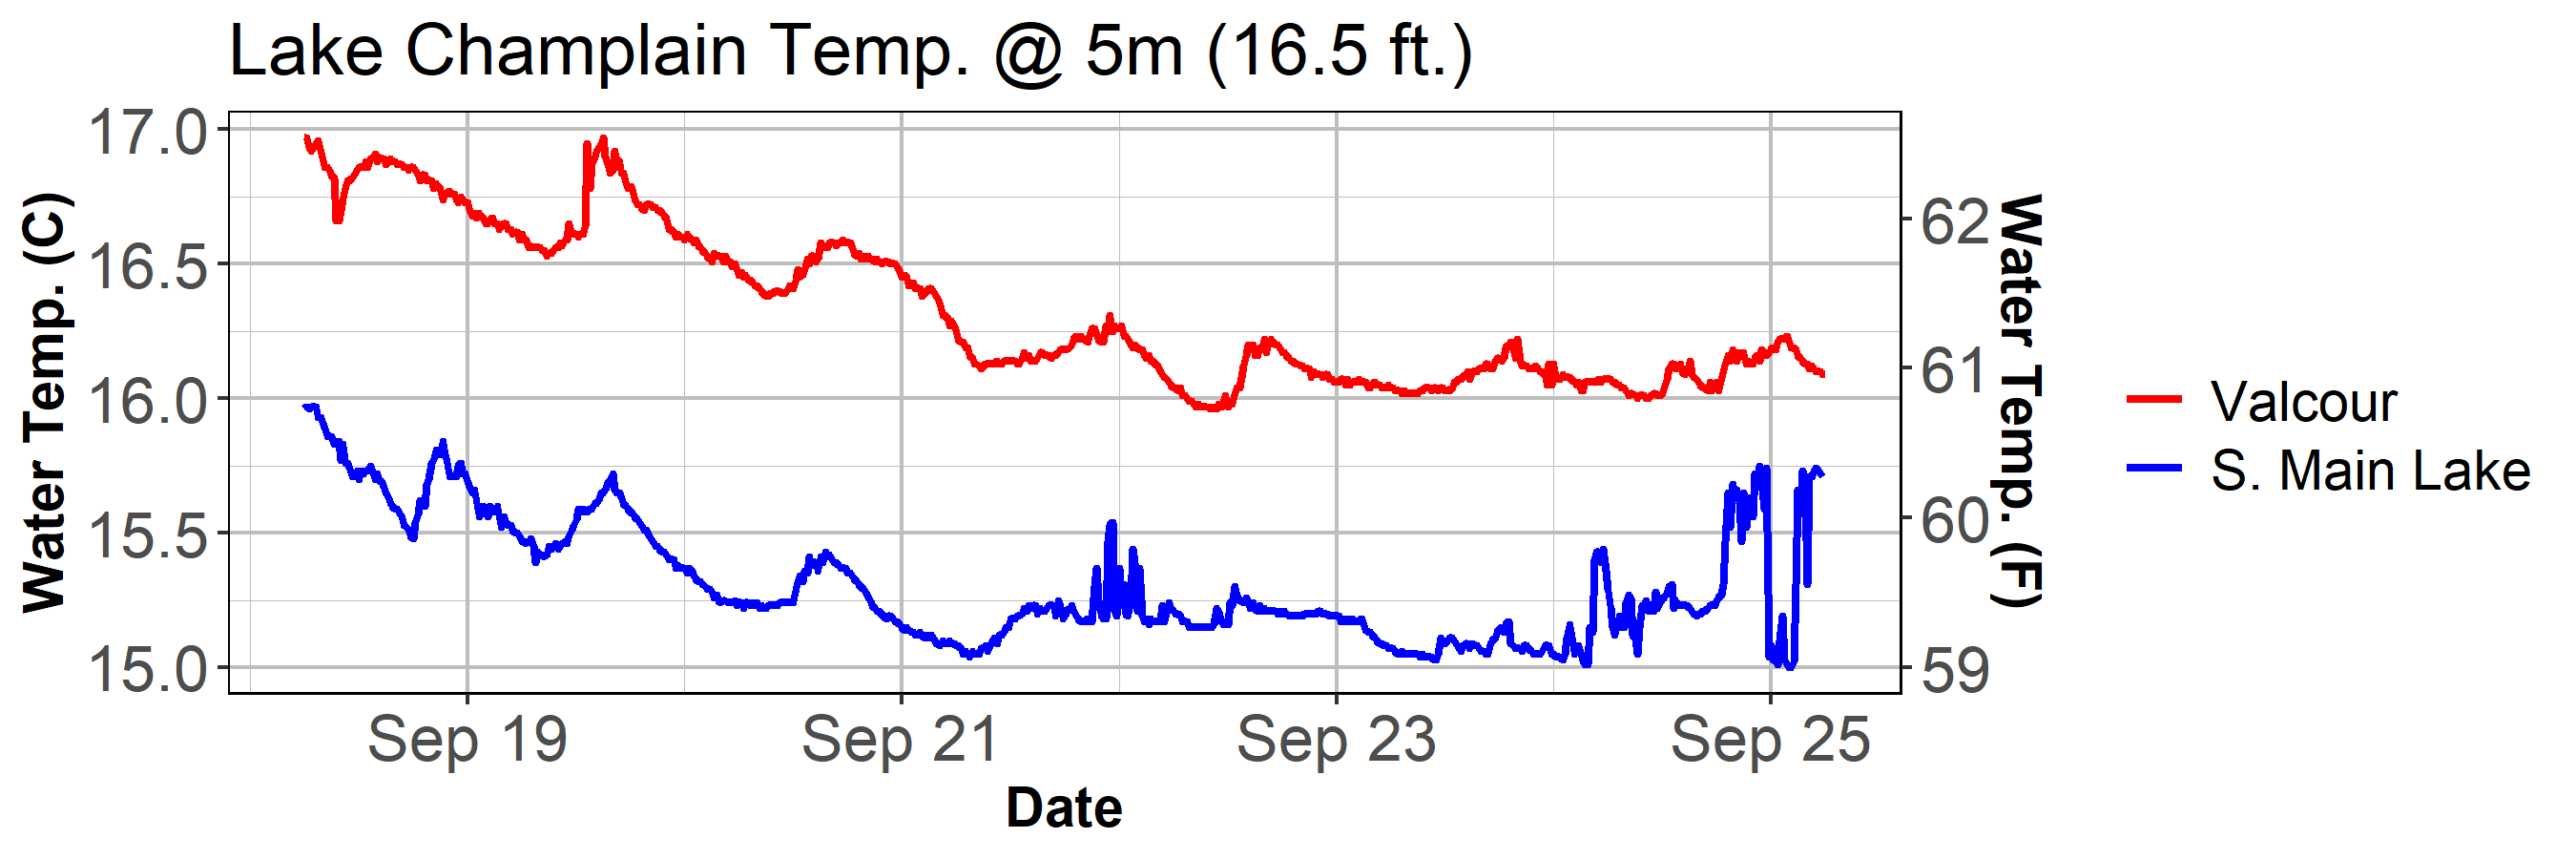 Lake Champlain Temp. @ 5m (16.5 ft.)
Water Temp. (C)
17.0
16.5
16.0
15.5
15.0
62
61
60
59
Water Temp. (F)
Sep 19
Sep 21
Sep 23
Sep 25
Date
Valcour
S. Main Lake